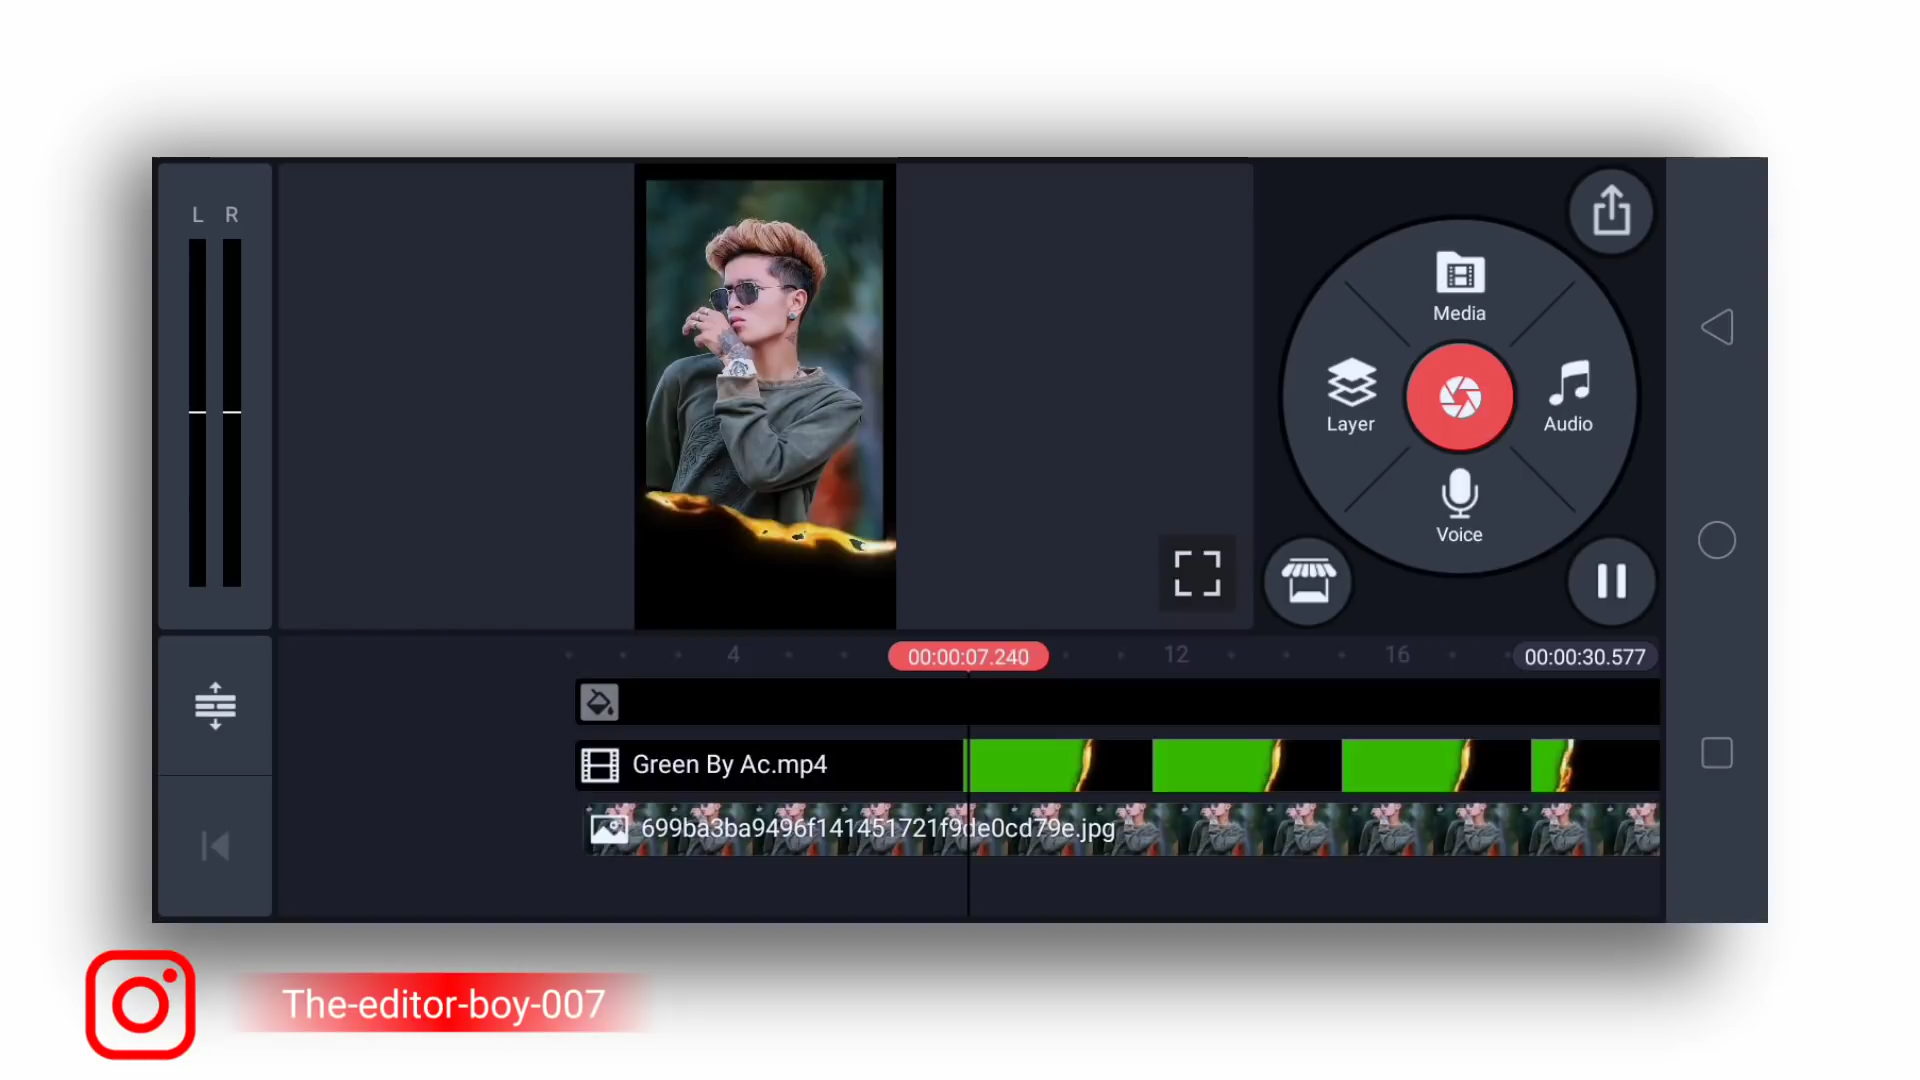 L R
Media
Layer
Audio
Voice
4
00:00:07.240
12
16
00:00:30.577
Green By Ac.mp4
699ba3ba9496f141451721f9de0cd79e.jpg
The-editor-boy-007